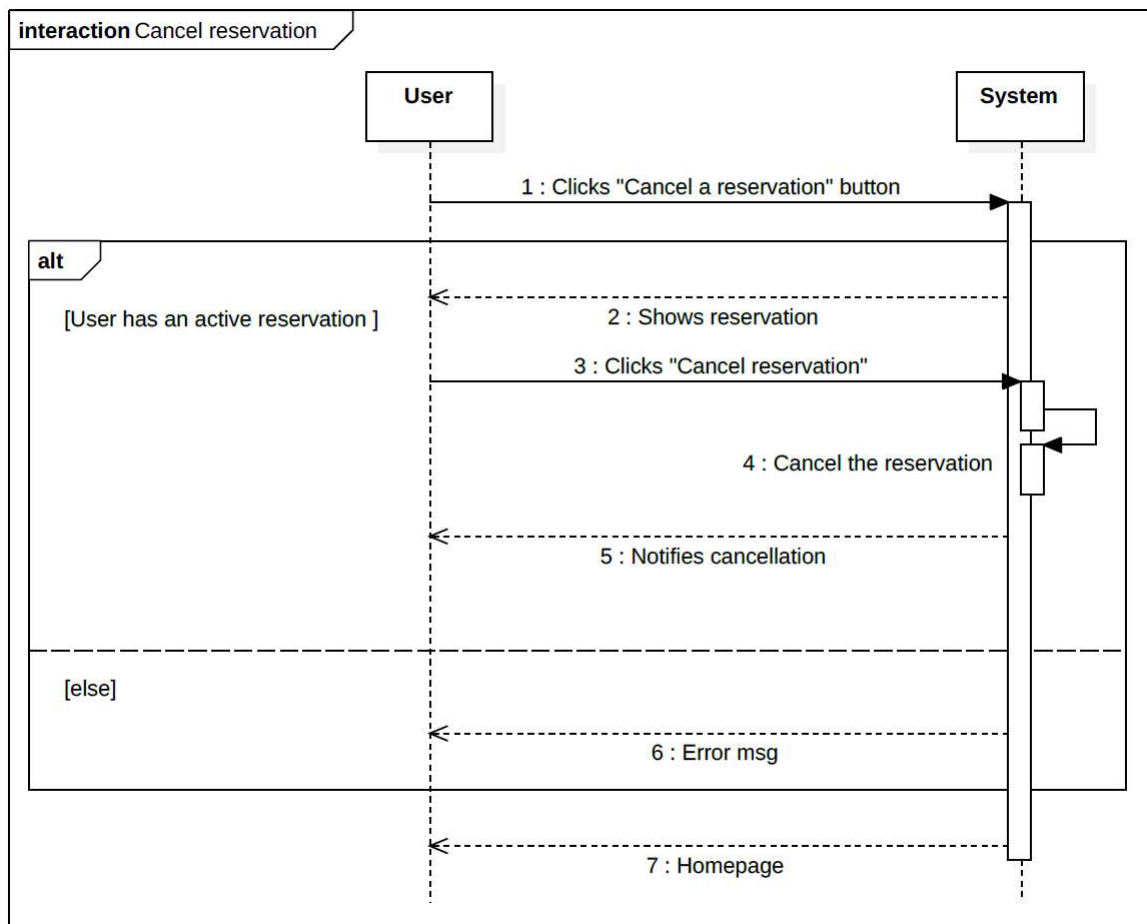 interaction Cancel reservation
User
System
1 : Clicks "Cancel a reservation" button
alt
[User has an active reservation ]
2 : Shows reservation
3 : Clicks "Cancel reservation"
4 : Cancel the reservation
5 : Notifies cancellation
[else]
6 : Error msg
7 : Homepage